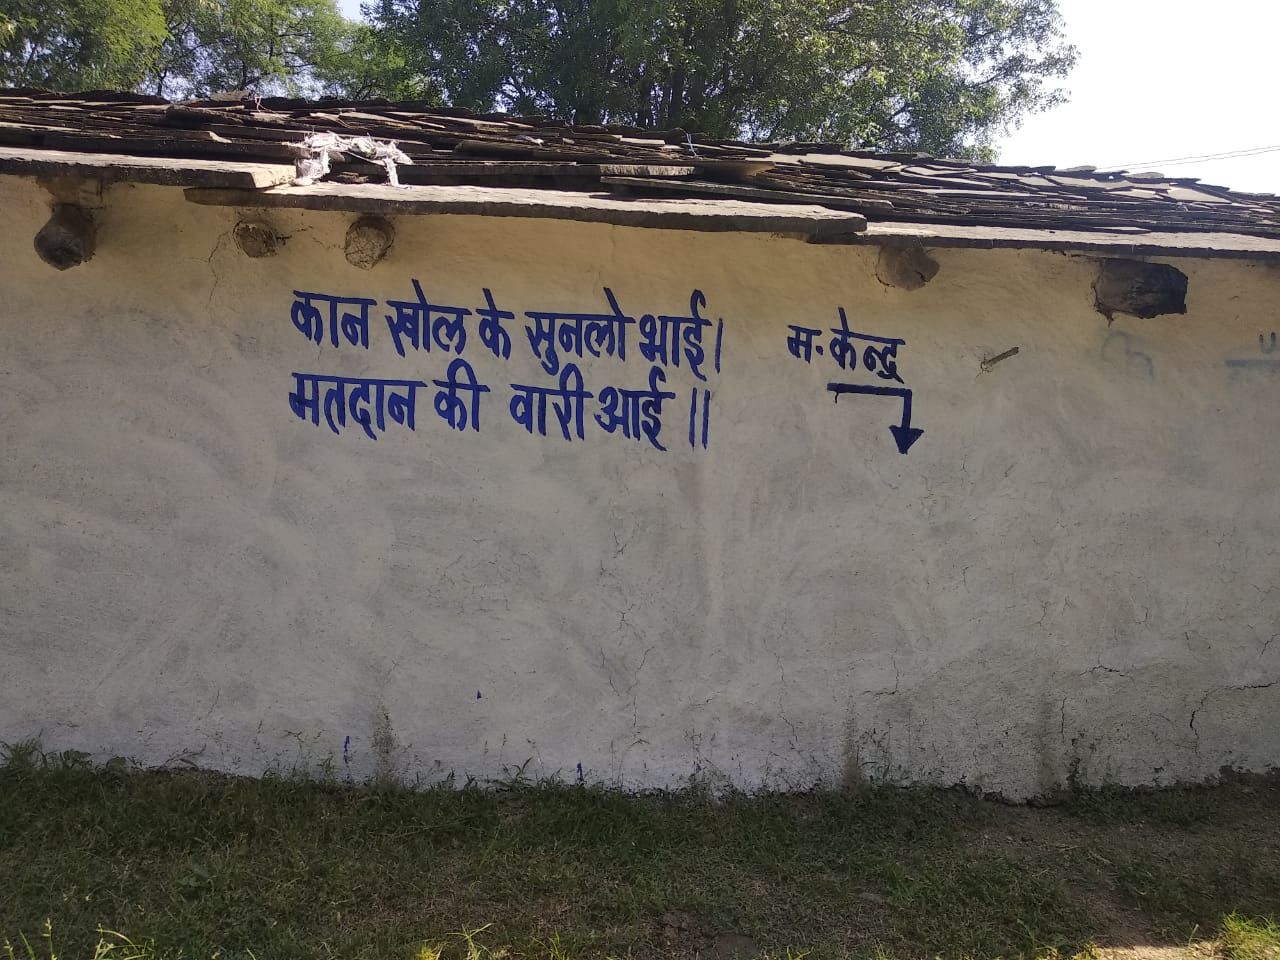 कान खोल के सुनलो भाई।
मतदान की वारी आई॥
म. केन्द्र